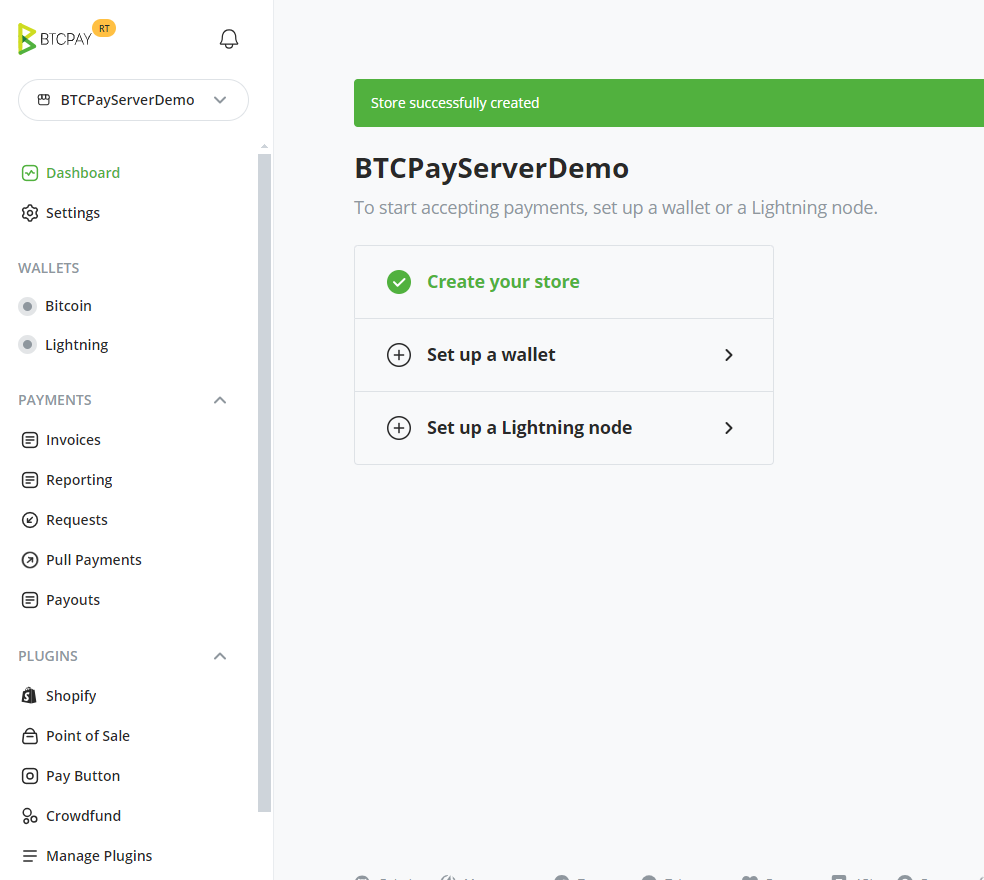 BTCPAY RT
BTCPayServerDemo
Dashboard
Settings
WALLETS
Bitcoin
Lightning
PAYMENTS
Invoices
Reporting
Requests
Pull Payments
Payouts
PLUGINS
Shopify
Point of Sale
Pay Button
Crowdfund
Manage Plugins
Store successfully created
BTCPayServerDemo
To start accepting payments, set up a wallet or a Lightning node.
Create your store
Set up a wallet
Set up a Lightning node